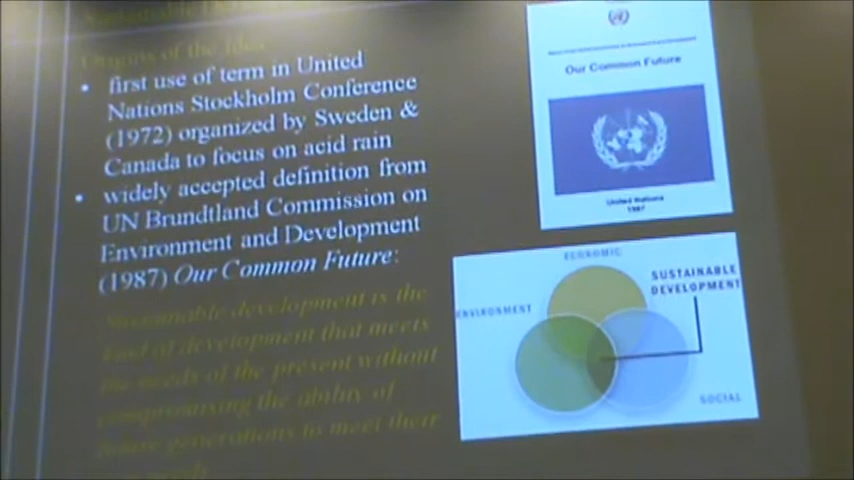 Origins of the Idea
• first use of term in United
Nations Stockholm Conference
(1972) organized by Sweden &
Canada to focus on acid rain
• widely accepted definition from
UN Brundtland Commission on
Environment and Development
(1987) Our Common Future:
Sustainable development is the
kind of development that meets
the needs of the present without
compromising the ability of
future generations to meet their
Our Common Future
United Nations
1987
ECONOMIC
SUSTAINABLE
DEVELOPMENT
ENVIRONMENT
SOCIAL